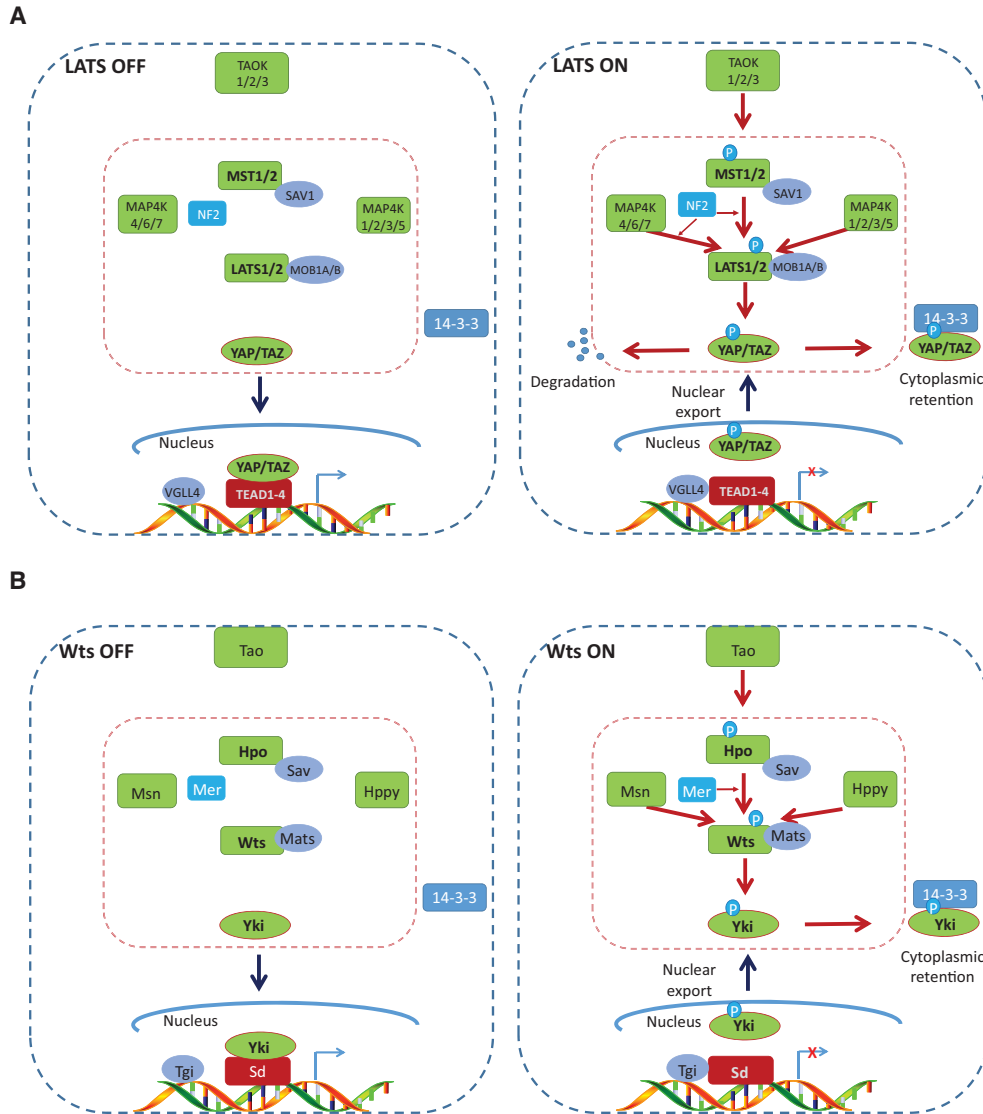 A
LATS OFF
TAOK
1/2/3
MST1/2
SAV1
MAP4K
4/6/7
NF2
MAP4K
1/2/3/5
LATS1/2
MOB1A/B
14-3-3
YAP/TAZ
Nucleus
YAP/TAZ
VGLL4
TEAD1-4
LATS ON
TAOK
1/2/3
P
MST1/2
SAV1
MAP4K
4/6/7
NF2
MAP4K
1/2/3/5
P
LATS1/2
MOB1A/B
14-3-3
P
YAP/TAZ
P
YAP/TAZ
Degradation
Cytoplasmic
retention
Nuclear
export
P
Nucleus
YAP/TAZ
X
VGLL4
TEAD1-4
B
Wts OFF
Tao
Hpo
Sav
Msn
Mer
Hppy
Wts
Mats
14-3-3
Yki
Nucleus
Yki
Tgi
Sd
Wts ON
Tao
P
Hpo
Sav
Msn
Mer
Hppy
P
Wts
Mats
14-3-3
P
Yki
P
Yki
Cytoplasmic
retention
Nuclear
export
P
Nucleus
Yki
X
Tgi
Sd